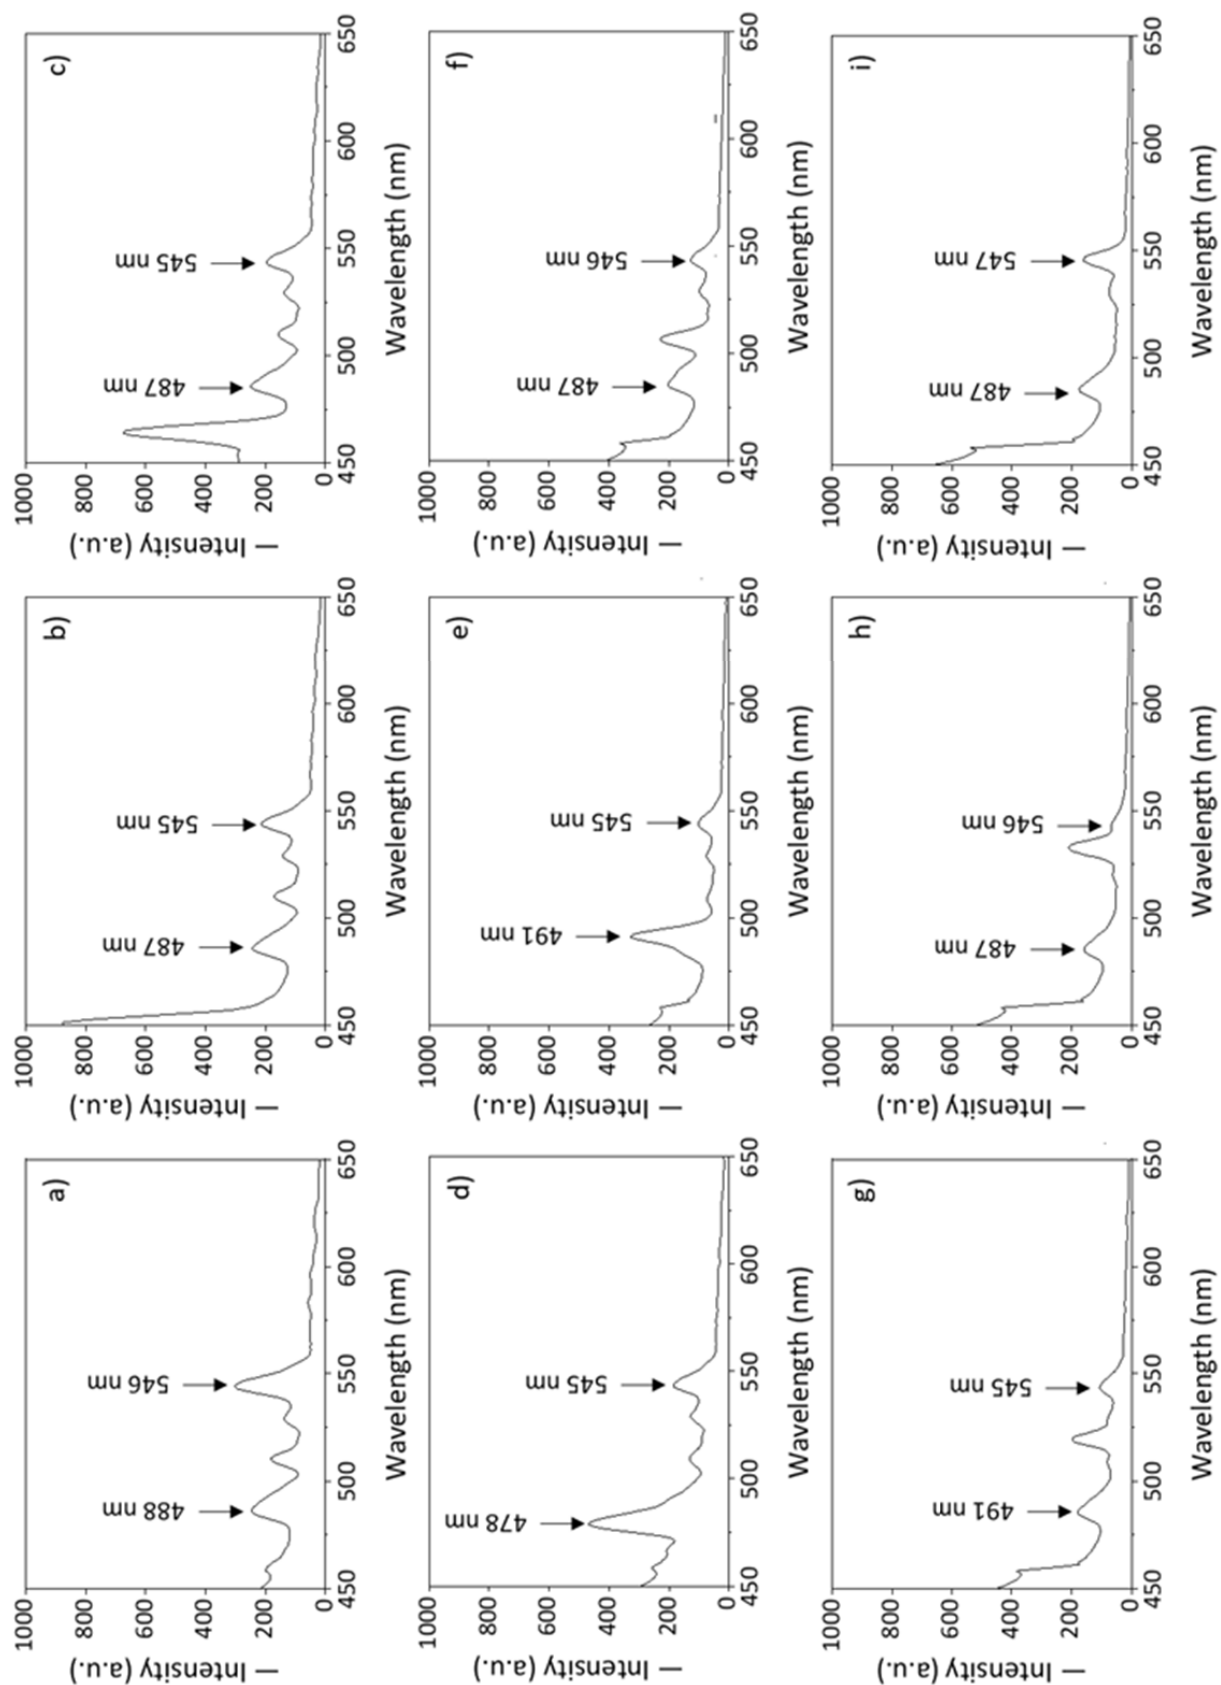 a)
— Intensity (a.u.)
1000
800
600
400
200
0
488 nm
546 nm
450
500
550
600
650
Wavelength (nm)
b)
— Intensity (a.u.)
1000
800
600
400
200
0
487 nm
545 nm
450
500
550
600
650
Wavelength (nm)
c)
— Intensity (a.u.)
1000
800
600
400
200
0
487 nm
545 nm
450
500
550
600
650
Wavelength (nm)
d)
— Intensity (a.u.)
1000
800
600
400
200
0
478 nm
545 nm
450
500
550
600
650
Wavelength (nm)
e)
— Intensity (a.u.)
1000
800
600
400
200
0
491 nm
545 nm
450
500
550
600
650
Wavelength (nm)
f)
— Intensity (a.u.)
1000
800
600
400
200
0
487 nm
546 nm
450
500
550
600
650
Wavelength (nm)
g)
— Intensity (a.u.)
1000
800
600
400
200
0
491 nm
545 nm
450
500
550
600
650
Wavelength (nm)
h)
— Intensity (a.u.)
1000
800
600
400
200
0
487 nm
546 nm
450
500
550
600
650
Wavelength (nm)
i)
— Intensity (a.u.)
1000
800
600
400
200
0
487 nm
547 nm
450
500
550
600
650
Wavelength (nm)